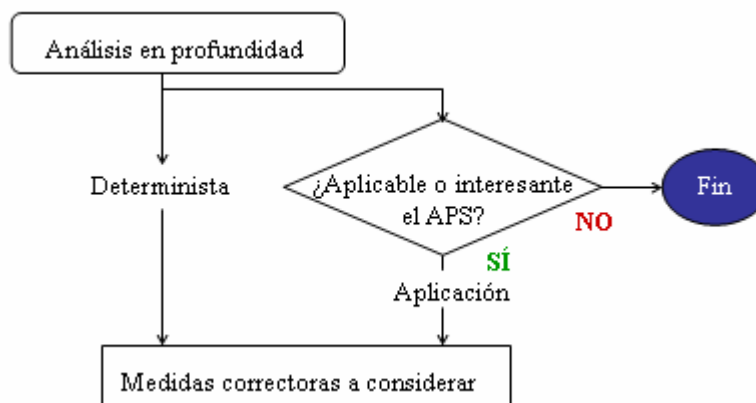 Análisis en profundidad
Determinista
¿Aplicable o interesante
el APS?
Fin
NO
SÍ
Aplicación
Medidas correctoras a considerar